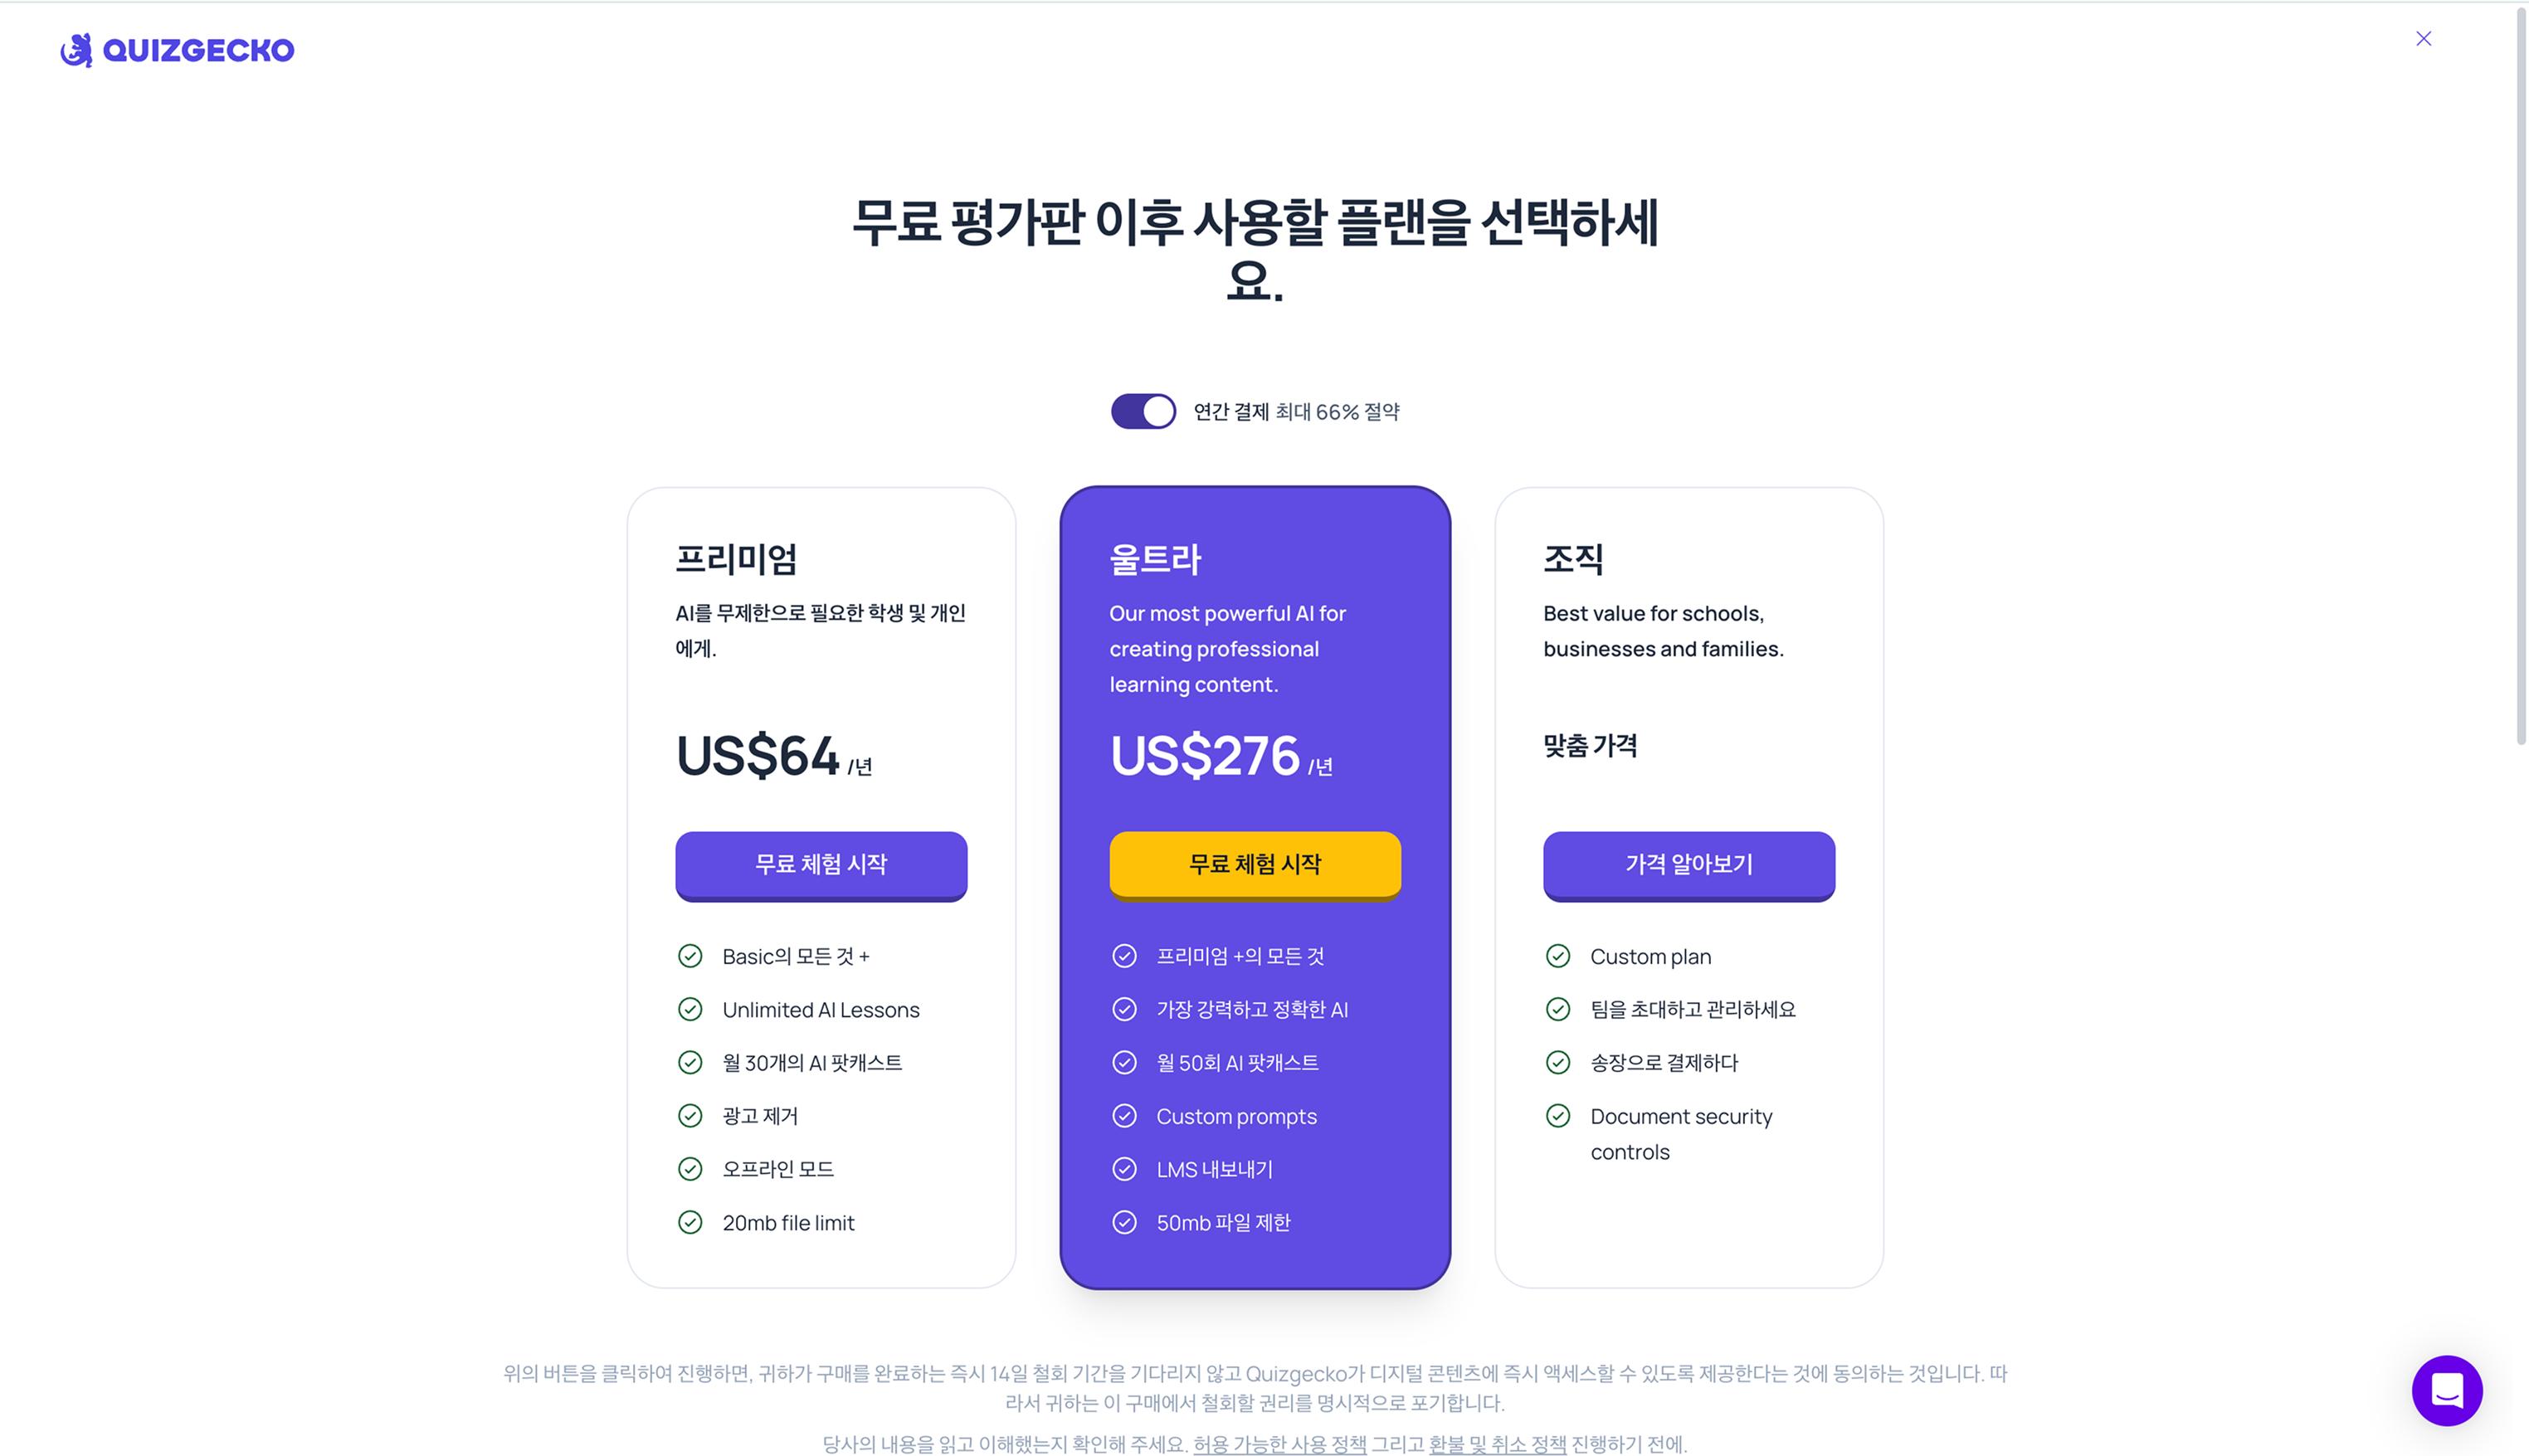 QUIZGECKO
무료 평가판 이후 사용할 플랜을 선택하세
요.
연간 결제 최대 66% 절약
프리미엄
AI를 무제한으로 필요한 학생 및 개인
에게.
US$64 /년
무료 체험 시작
Basic의 모든 것 +
Unlimited AI Lessons
월 30개의 AI 팟캐스트
광고 제거
오프라인 모드
20mb file limit
울트라
Our most powerful AI for
creating professional
learning content.
US$276 /년
무료 체험 시작
프리미엄 +의 모든 것
가장 강력하고 정확한 AI
월 50회 AI 팟캐스트
Custom prompts
LMS 내보내기
50mb 파일 제한
조직
Best value for schools,
businesses and families.
맞춤 가격
가격 알아보기
Custom plan
팀을 초대하고 관리하세요
송장으로 결제하다
Document security
controls
위의 버튼을 클릭하여 진행하면, 귀하가 구매를 완료하는 즉시 14일 철회 기간을 기다리지 않고 Quizgecko가 디지털 콘텐츠에 즉시 액세스할 수 있도록 제공한다는 것에 동의하는 것입니다. 따
라서 귀하는 이 구매에서 철회할 권리를 명시적으로 포기합니다.
당사의 내용을 읽고 이해했는지 확인해 주세요. 허용 가능한 사용 정책 그리고 환불 및 취소 정책 진행하기 전에.